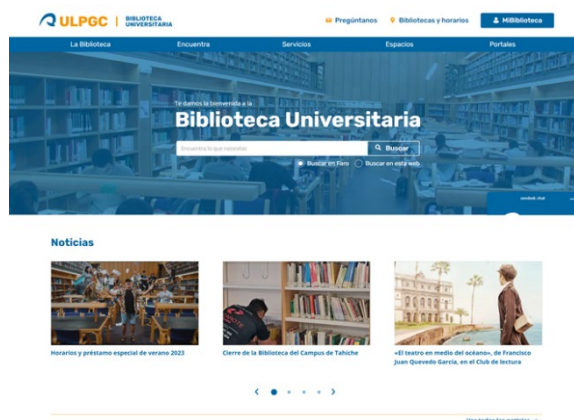 ULPGC
BIBLIOTECA
UNIVERSITARIA
Pregúntanos
Bibliotecas y horarios
MiBiblioteca
La Biblioteca
Encuentra
Servicios
Espacios
Portales
Te damos la bienvenida a la
Biblioteca Universitaria
Encuentra lo que necesitas
Buscar
Buscar en Faro
Buscar en esta web
Noticias
Horarios y préstamo especial de verano 2023
Cierre de la Biblioteca del Campus de Tahiche
«El teatro en medio del océano», de Francisco
Juan Quevedo García, en el Club de lectura
Ver todas las noticias